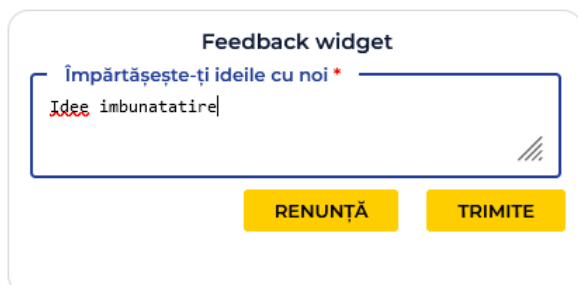 Feedback widget
Împărtășește-ți ideile cu noi *
Idee imbunatatire
RENUNȚĂ TRIMITE